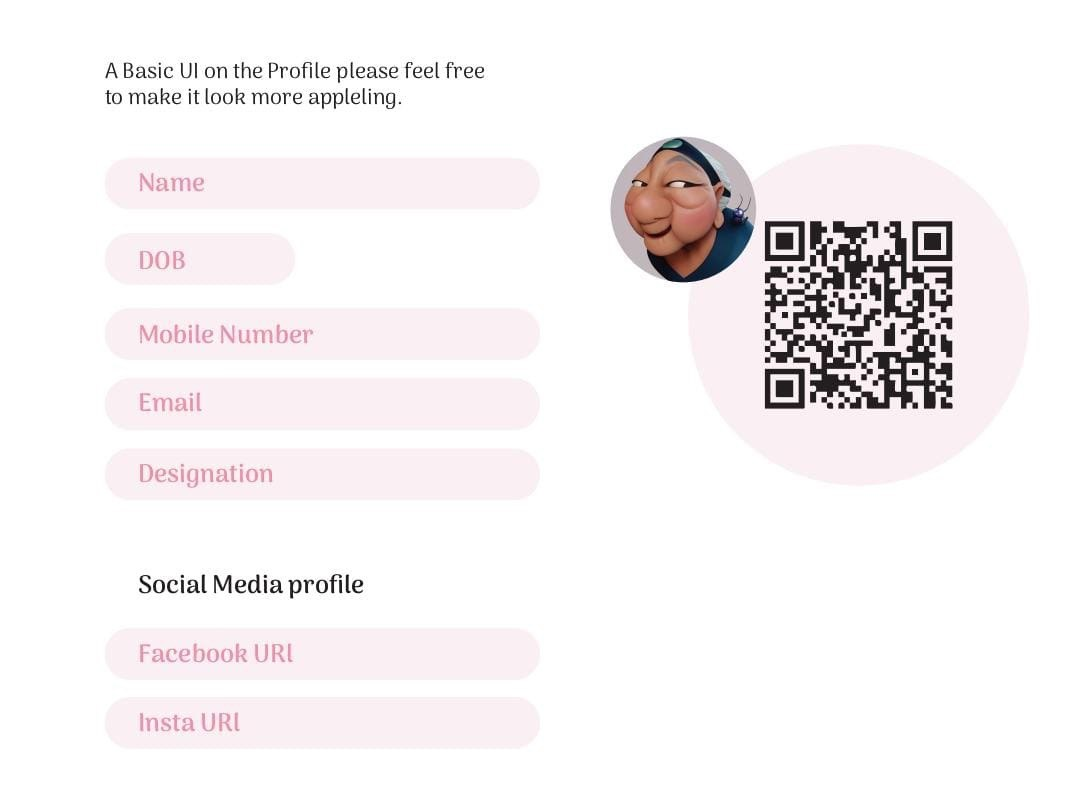 A Basic UI on the Profile please feel free
to make it look more appleling.
Name
DOB
Mobile Number
Email
Designation
Social Media profile
Facebook URl
Insta URl